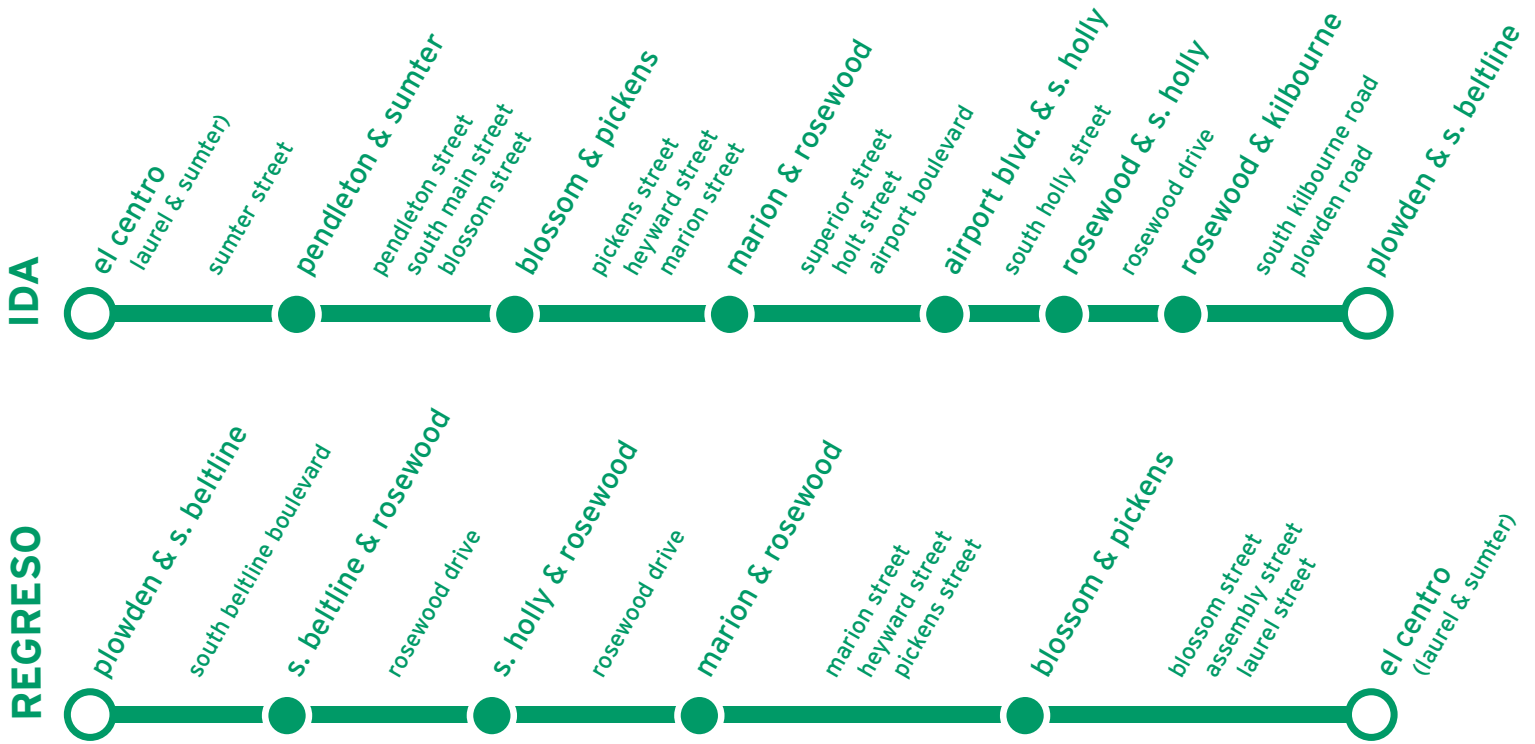 IDA
el centro
laurel & sumter)
sumter street
pendleton & sumter
pendleton street
south main street
blossom street
blossom & pickens
pickens street
heyward street
marion street
marion & rosewood
superior street
holt street
airport boulevard
airport blvd. & s. holly
south holly street
rosewood & s. holly
rosewood drive
rosewood & kilbourne
south kilbourne road
plowden road
plowden & s. beltline
REGRESO
plowden & s. beltline
south beltline boulevard
s. beltline & rosewood
rosewood drive
s. holly & rosewood
rosewood drive
marion & rosewood
marion street
heyward street
pickens street
blossom & pickens
blossom street
assembly street
laurel street
el centro
(laurel & sumter)